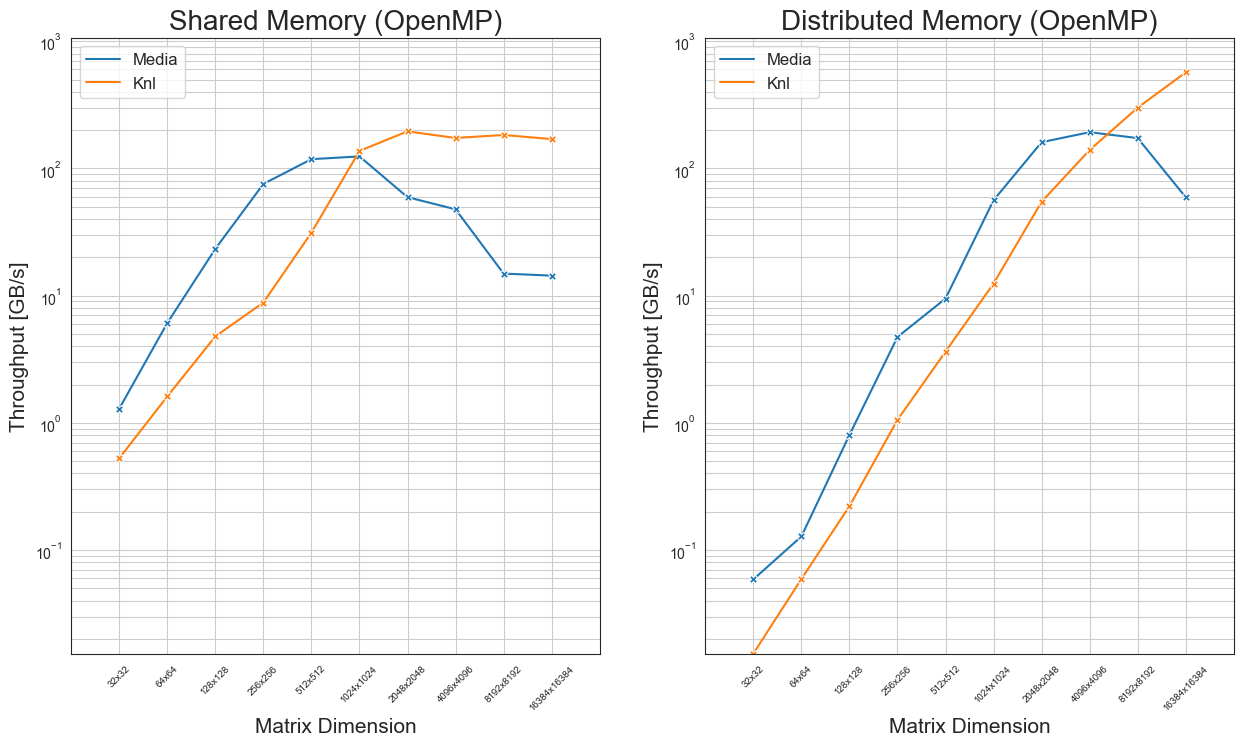 Shared Memory (OpenMP)
Media
Knl
10^3
10^2
10^1
10^0
10^−1
Throughput [GB/s]
32x32
64x64
128x128
256x256
512x512
1024x1024
2048x2048
4096x4096
8192x8192
16384x16384
Matrix Dimension
Distributed Memory (OpenMP)
Media
Knl
10^3
10^2
10^1
10^0
10^−1
Throughput [GB/s]
32x32
64x64
128x128
256x256
512x512
1024x1024
2048x2048
4096x4096
8192x8192
16384x16384
Matrix Dimension